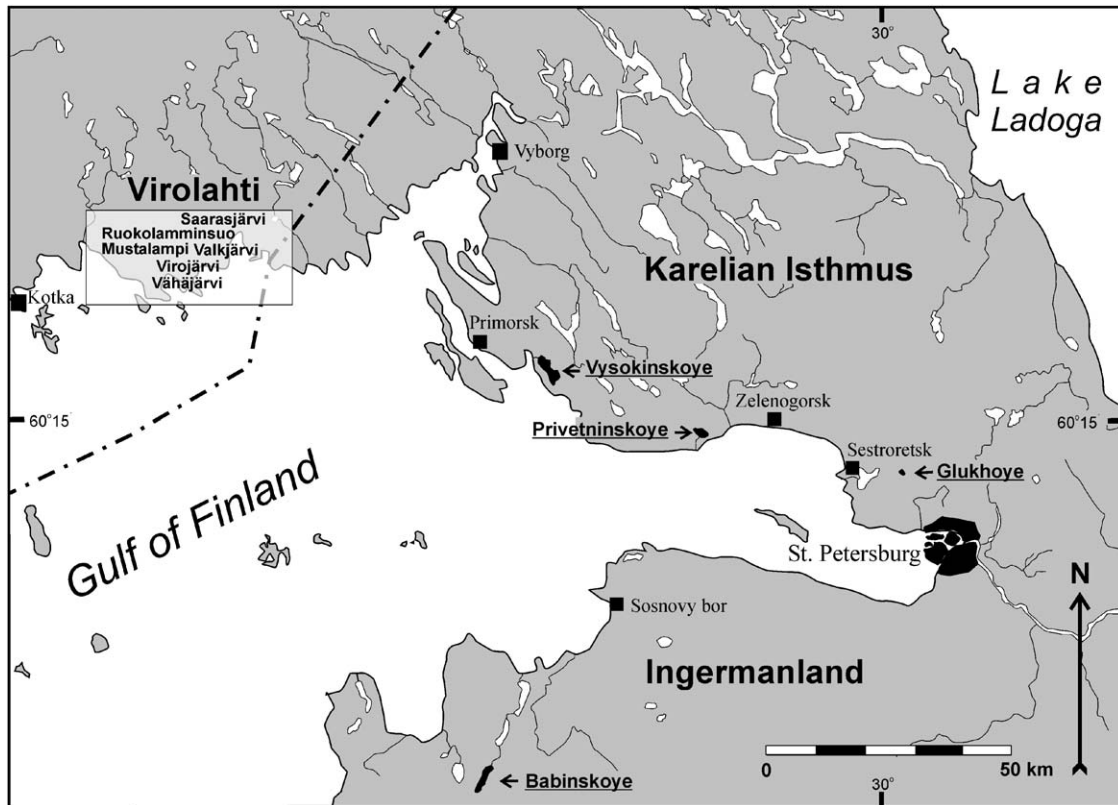 30°
Lake
Ladoga
Vyborg
Virolahti
Saarasjärvi
Ruokolamminsuo
Mustalampi Valkjärvi
Virojärvi
Vähäjärvi
Karelian Isthmus
Kotka
Primorsk
Vysokinskoye
Zelenogorsk
60°15'
60°15'
Privetninskoye
Sestroretsk
Glukhoye
Gulf of Finland
St. Petersburg
N
Sosnovy bor
Ingermanland
Babinskoye
0 50 km
30°